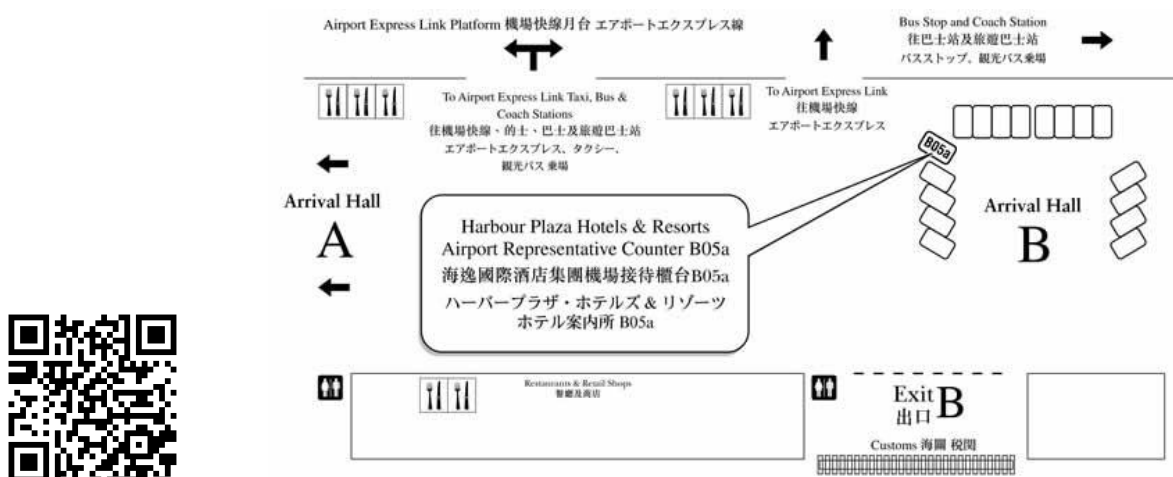 Airport Express Link Platform 機場快線月台 エアポートエクスプレス線
Bus Stop and Coach Station
往巴士站及旅遊巴士站
バスストップ、観光バス乗場
To Airport Express Link Taxi, Bus &
Coach Stations
往機場快線、的士、巴士及旅遊巴士站
エアポートエクスプレス、タクシー、
観光バス 乗場
To Airport Express Link
往機場快線
エアポートエクスプレス
B05a
Arrival Hall
A
Harbour Plaza Hotels & Resorts
Airport Representative Counter B05a
海逸國際酒店集團機場接待櫃台B05a
ハーバープラザ・ホテルズ & リゾーツ
ホテル案内所 B05a
Arrival Hall
B
Restaurants & Retail Shops
餐廳及商店
Exit B
出口
Customs 海關 税関